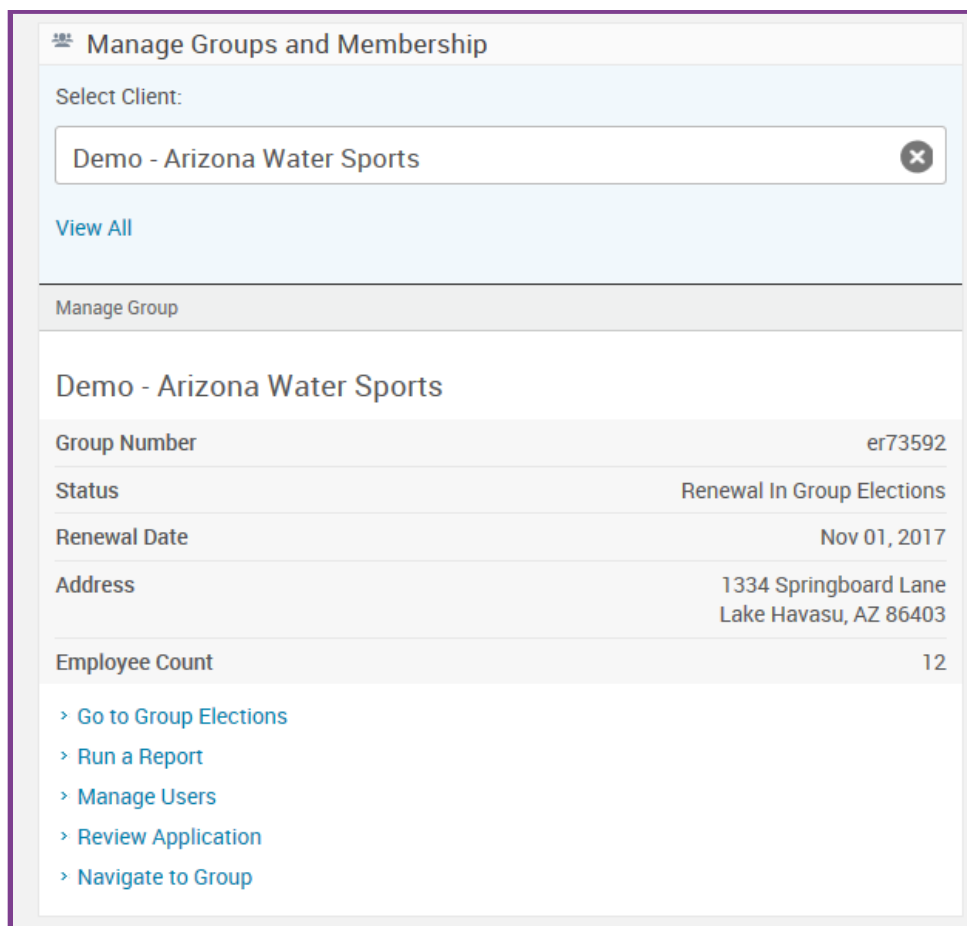 Manage Groups and Membership
Select Client:
Demo - Arizona Water Sports
View All
Manage Group
Demo - Arizona Water Sports
Group Number er73592
Status Renewal In Group Elections
Renewal Date Nov 01, 2017
Address 1334 Springboard Lane
Lake Havasu, AZ 86403
Employee Count 12
› Go to Group Elections
› Run a Report
› Manage Users
› Review Application
› Navigate to Group